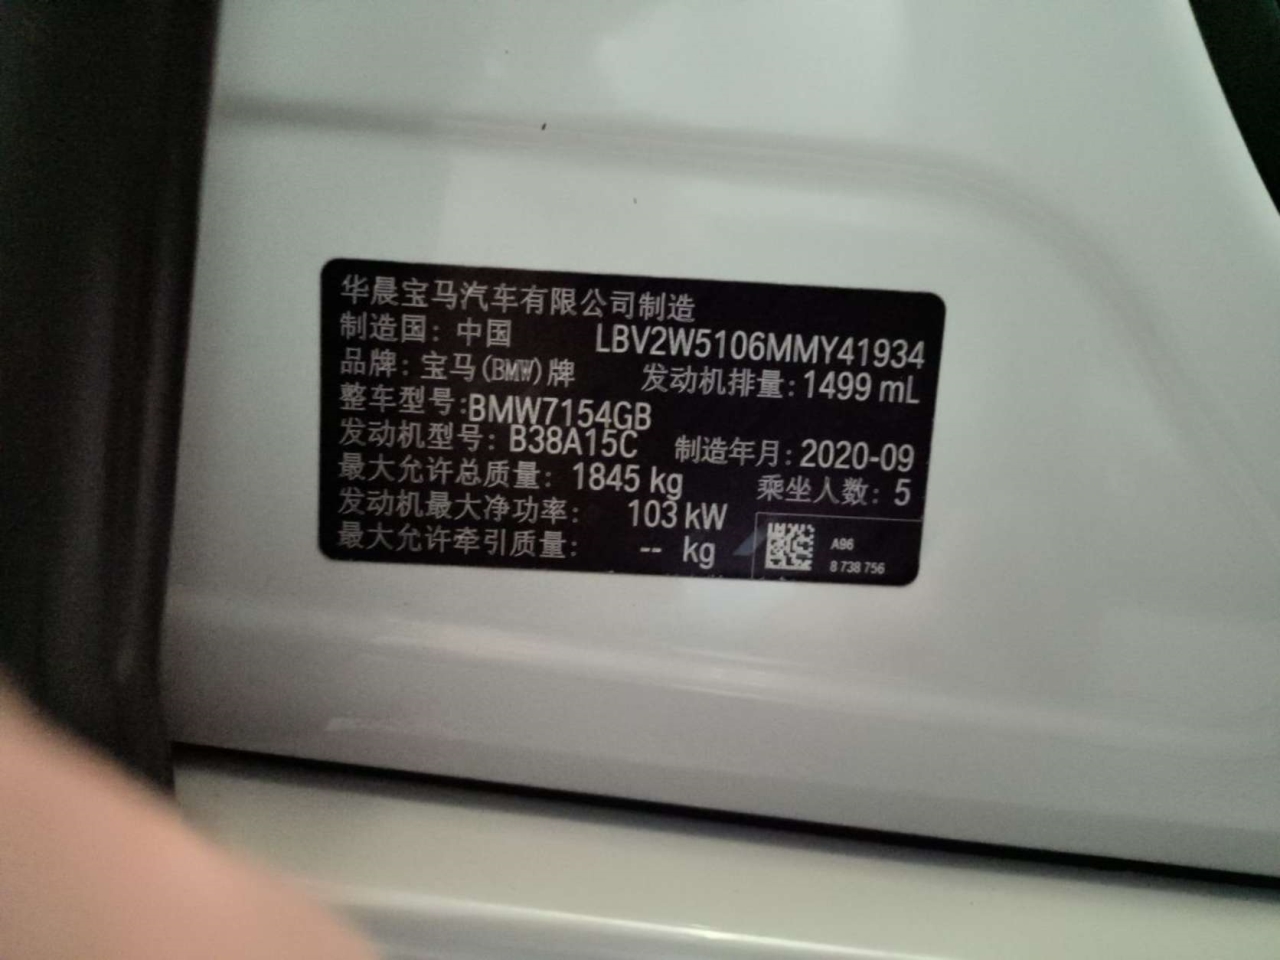 华晨宝马汽车有限公司制造
制造国：中国 LBV2W5106MMY41934
品牌：宝马(BMW)牌 发动机排量：1499 mL
整车型号：BMW7154GB
发动机型号：B38A15C 制造年月：2020-09
最大允许总质量：1845 kg 乘坐人数：5
发动机最大净功率：103 kW
最大允许牵引质量：-- kg
A96
8 738 756